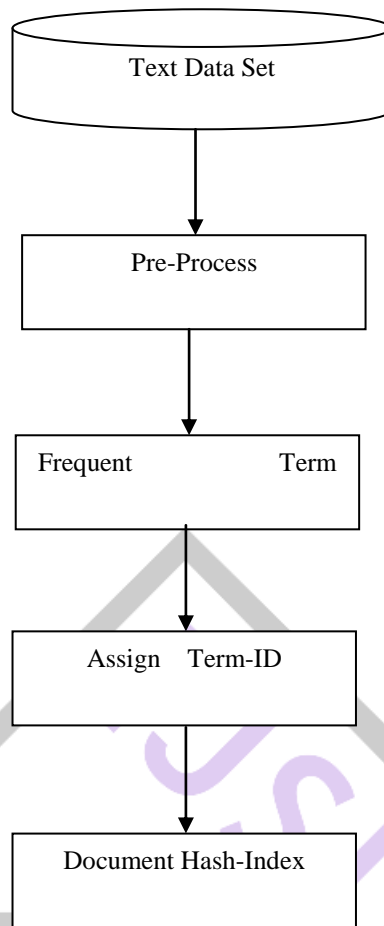 Text Data Set
Pre-Process
Frequent Term
Assign Term-ID
Document Hash-Index